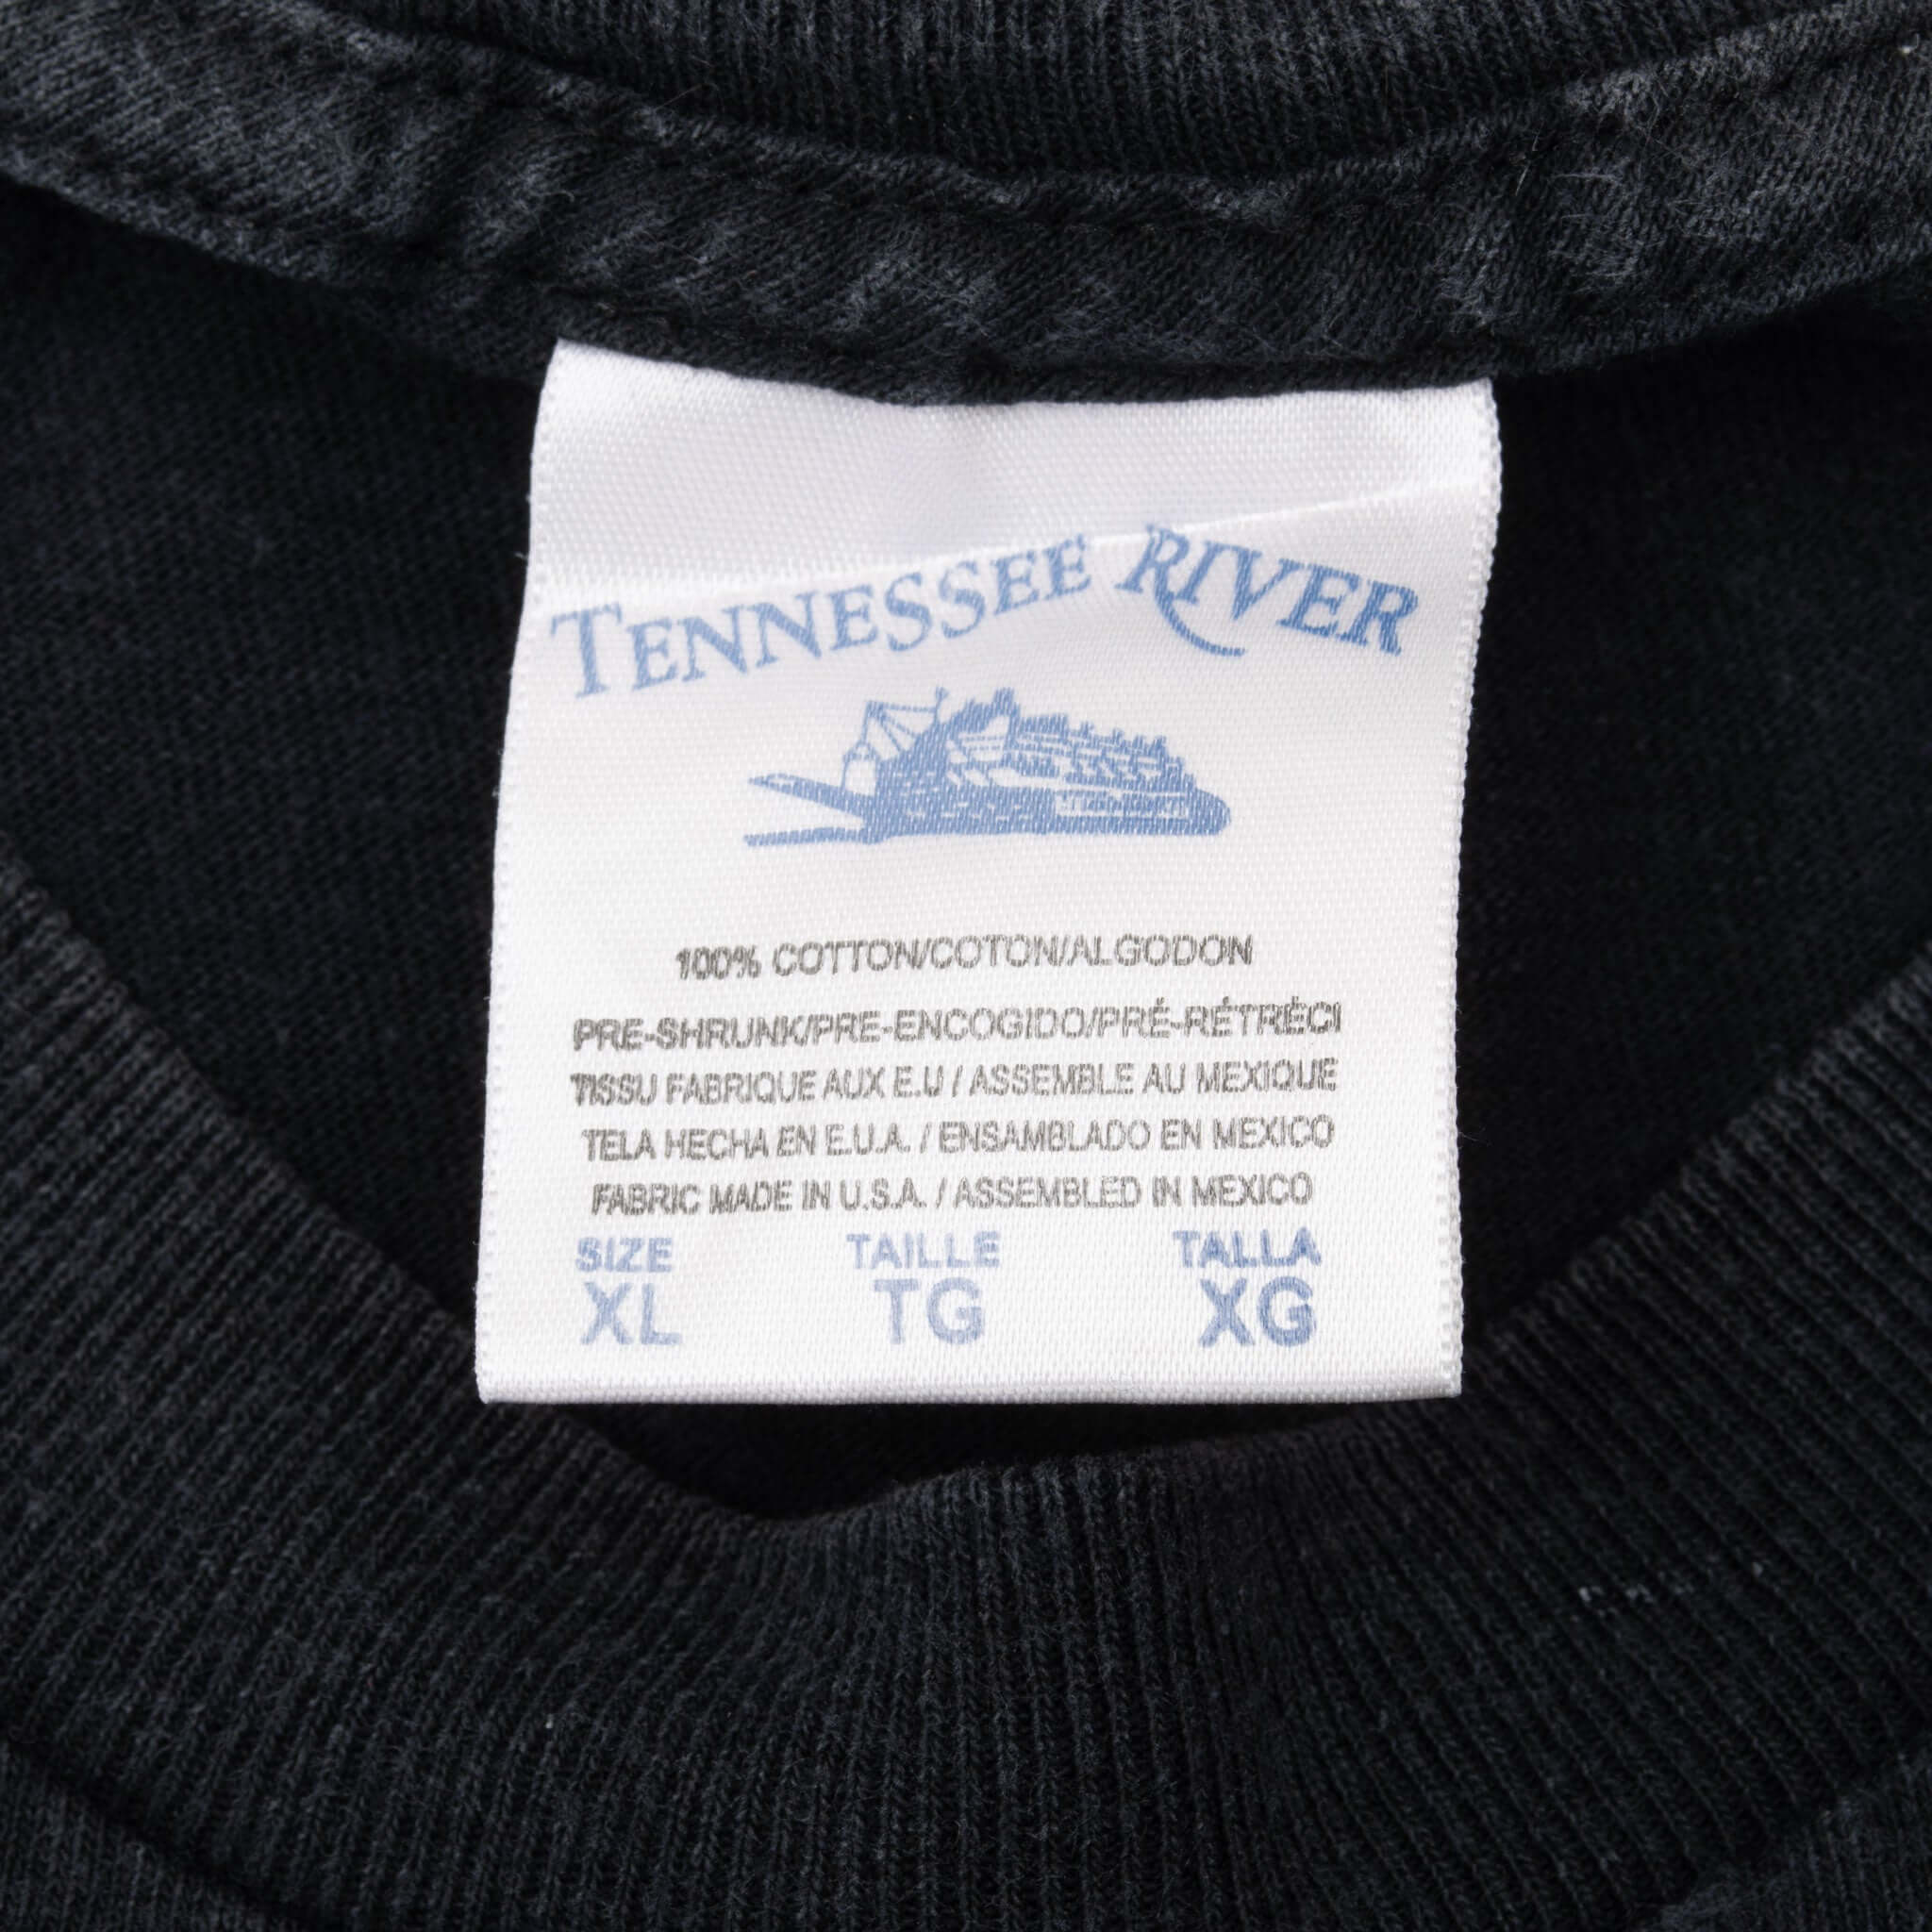 TENNESSEE RIVER
100% COTTON/COTON/ALGODON
PRE-SHRUNK/PRE-ENCOGIDO/PRÉ-RÉTRÉCI
TISSU FABRIQUE AUX E.U / ASSEMBLE AU MEXIQUE
TELA HECHA EN E.U.A. / ENSAMBLADO EN MEXICO
FABRIC MADE IN U.S.A. / ASSEMBLED IN MEXICO
SIZE TAILLE TALLA
XL TG XG